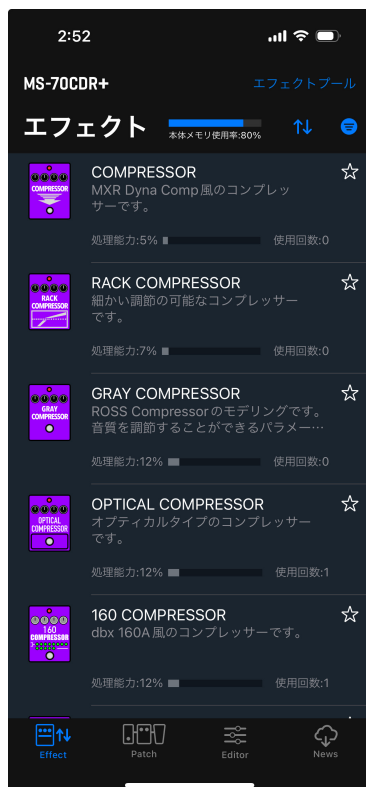 2:52
MS-70CDR+
エフェクトプール
エフェクト
本体メモリ使用率:80%
COMPRESSOR
COMPRESSOR
MXR Dyna Comp風のコンプレッ
サーです。
処理能力:5%
使用回数:0
RACK
COMPRESSOR
RACK COMPRESSOR
細かい調節の可能なコンプレッサー
です。
処理能力:7%
使用回数:0
GRAY
COMPRESSOR
GRAY COMPRESSOR
ROSS Compressorのモデリングです。
音質を調節することができるパラメー…
処理能力:12%
使用回数:0
OPTICAL
COMPRESSOR
OPTICAL COMPRESSOR
オプティカルタイプのコンプレッサー
です。
処理能力:12%
使用回数:1
160
COMPRESSOR
160 COMPRESSOR
dbx 160A風のコンプレッサーです。
処理能力:12%
使用回数:1
Effect
Patch
Editor
News